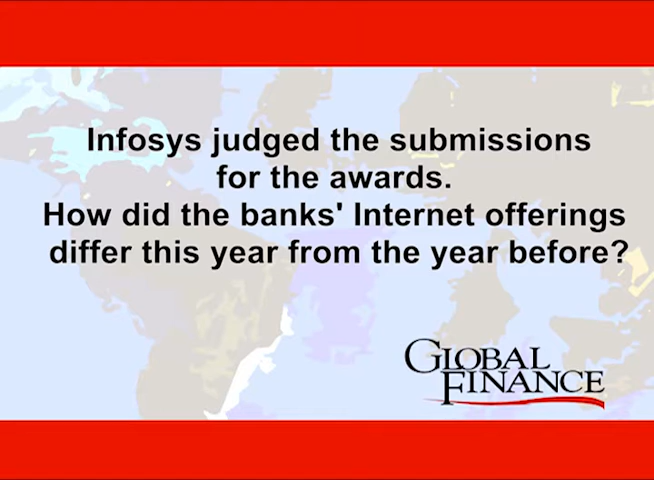 Infosys judged the submissions
for the awards.
How did the banks' Internet offerings
differ this year from the year before?
GLOBAL
FINANCE